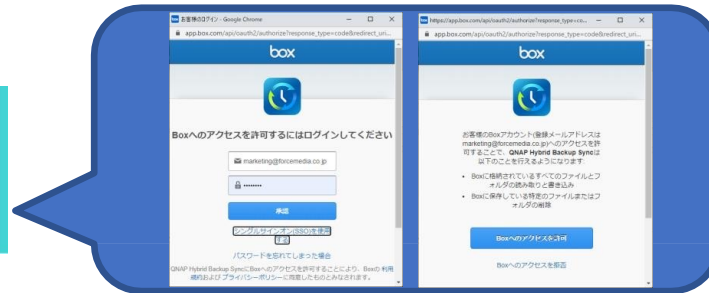 お客様のログイン - Google Chrome
app.box.com/api/oauth2/authorize?response_type=code&redirect_uri...
box
Boxへのアクセスを許可するにはログインしてください
marketing@forcemedia.co.jp
••••••••
承認
シングルサインオン(SSO)を使用
する
パスワードを忘れてしまった場合
QNAP Hybrid Backup SyncにBoxへのアクセスを許可することにより、Boxの 利用
規約および プライバシーポリシーに同意したものとみなされます。
https://app.box.com/api/oauth2/authorize?response_type=co...
app.box.com/api/oauth2/authorize?response_type=code&redirect_uri...
box
お客様のBoxアカウント(登録メールアドレスは
marketing@forcemedia.co.jp)へのアクセスを許
可することで、QNAP Hybrid Backup Syncは
以下のことを行えるようになります:
• Boxに格納されているすべてのファイルとフ
ォルダの読み取りと書き込み
• Boxに保存している特定のファイルまたはフ
ォルダの削除
Boxへのアクセスを許可
Boxへのアクセスを拒否